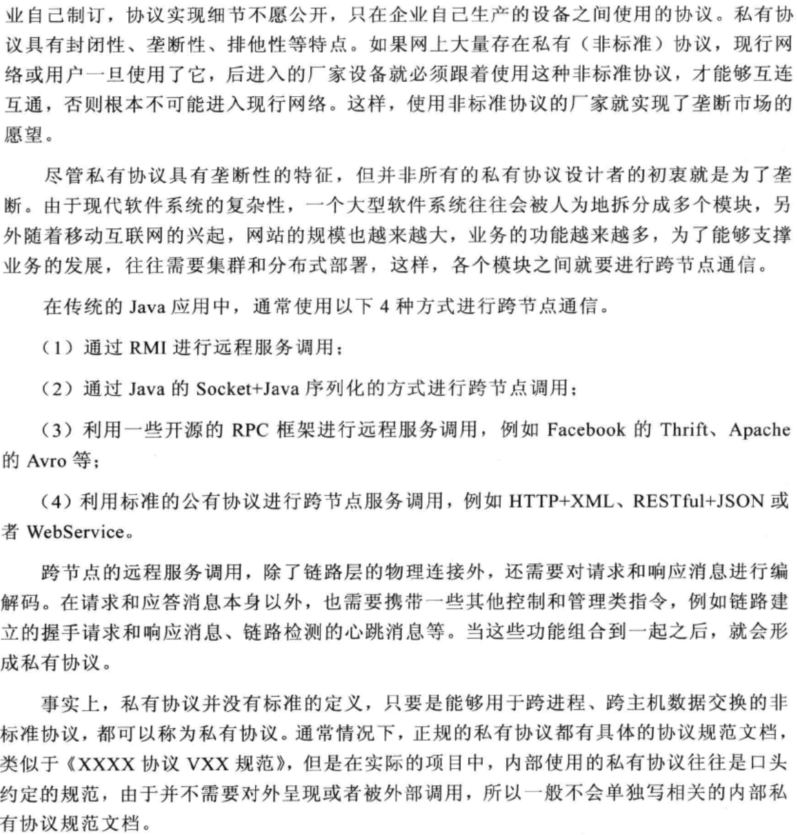 业自己制订，协议实现细节不愿公开，只在企业自己生产的设备之间使用的协议。私有协
议具有封闭性、垄断性、排他性等特点。如果网上大量存在私有（非标准）协议，现行网
络或用户一旦使用了它，后进入的厂家设备就必须跟着使用这种非标准协议，才能够互连
互通，否则根本不可能进入现行网络。这样，使用非标准协议的厂家就实现了垄断市场的
愿望。
尽管私有协议具有垄断性的特征，但并非所有的私有协议设计者的初衷就是为了垄
断。由于现代软件系统的复杂性，一个大型软件系统往往会被人为地拆分成多个模块，另
外随着移动互联网的兴起，网站的规模也越来越大，业务的功能越来越多，为了能够支撑
业务的发展，往往需要集群和分布式部署，这样，各个模块之间就要进行跨节点通信。
在传统的 Java 应用中，通常使用以下 4 种方式进行跨节点通信。
（1）通过 RMI 进行远程服务调用；
（2）通过 Java 的 Socket+Java 序列化的方式进行跨节点调用；
（3）利用一些开源的 RPC 框架进行远程服务调用，例如 Facebook 的 Thrift、Apache
的 Avro 等；
（4）利用标准的公有协议进行跨节点服务调用，例如 HTTP+XML、RESTful+JSON 或
者 WebService。
跨节点的远程服务调用，除了链路层的物理连接外，还需要对请求和响应消息进行编
解码。在请求和应答消息本身以外，也需要携带一些其他控制和管理类指令，例如链路建
立的握手请求和响应消息、链路检测的心跳消息等。当这些功能组合到一起之后，就会形
成私有协议。
事实上，私有协议并没有标准的定义，只要是能够用于跨进程、跨主机数据交换的非
标准协议，都可以称为私有协议。通常情况下，正规的私有协议都有具体的协议规范文档，
类似于《XXXX 协议 VXX 规范》，但是在实际的项目中，内部使用的私有协议往往是口头
约定的规范，由于并不需要对外呈现或者被外部调用，所以一般不会单独写相关的内部私
有协议规范文档。